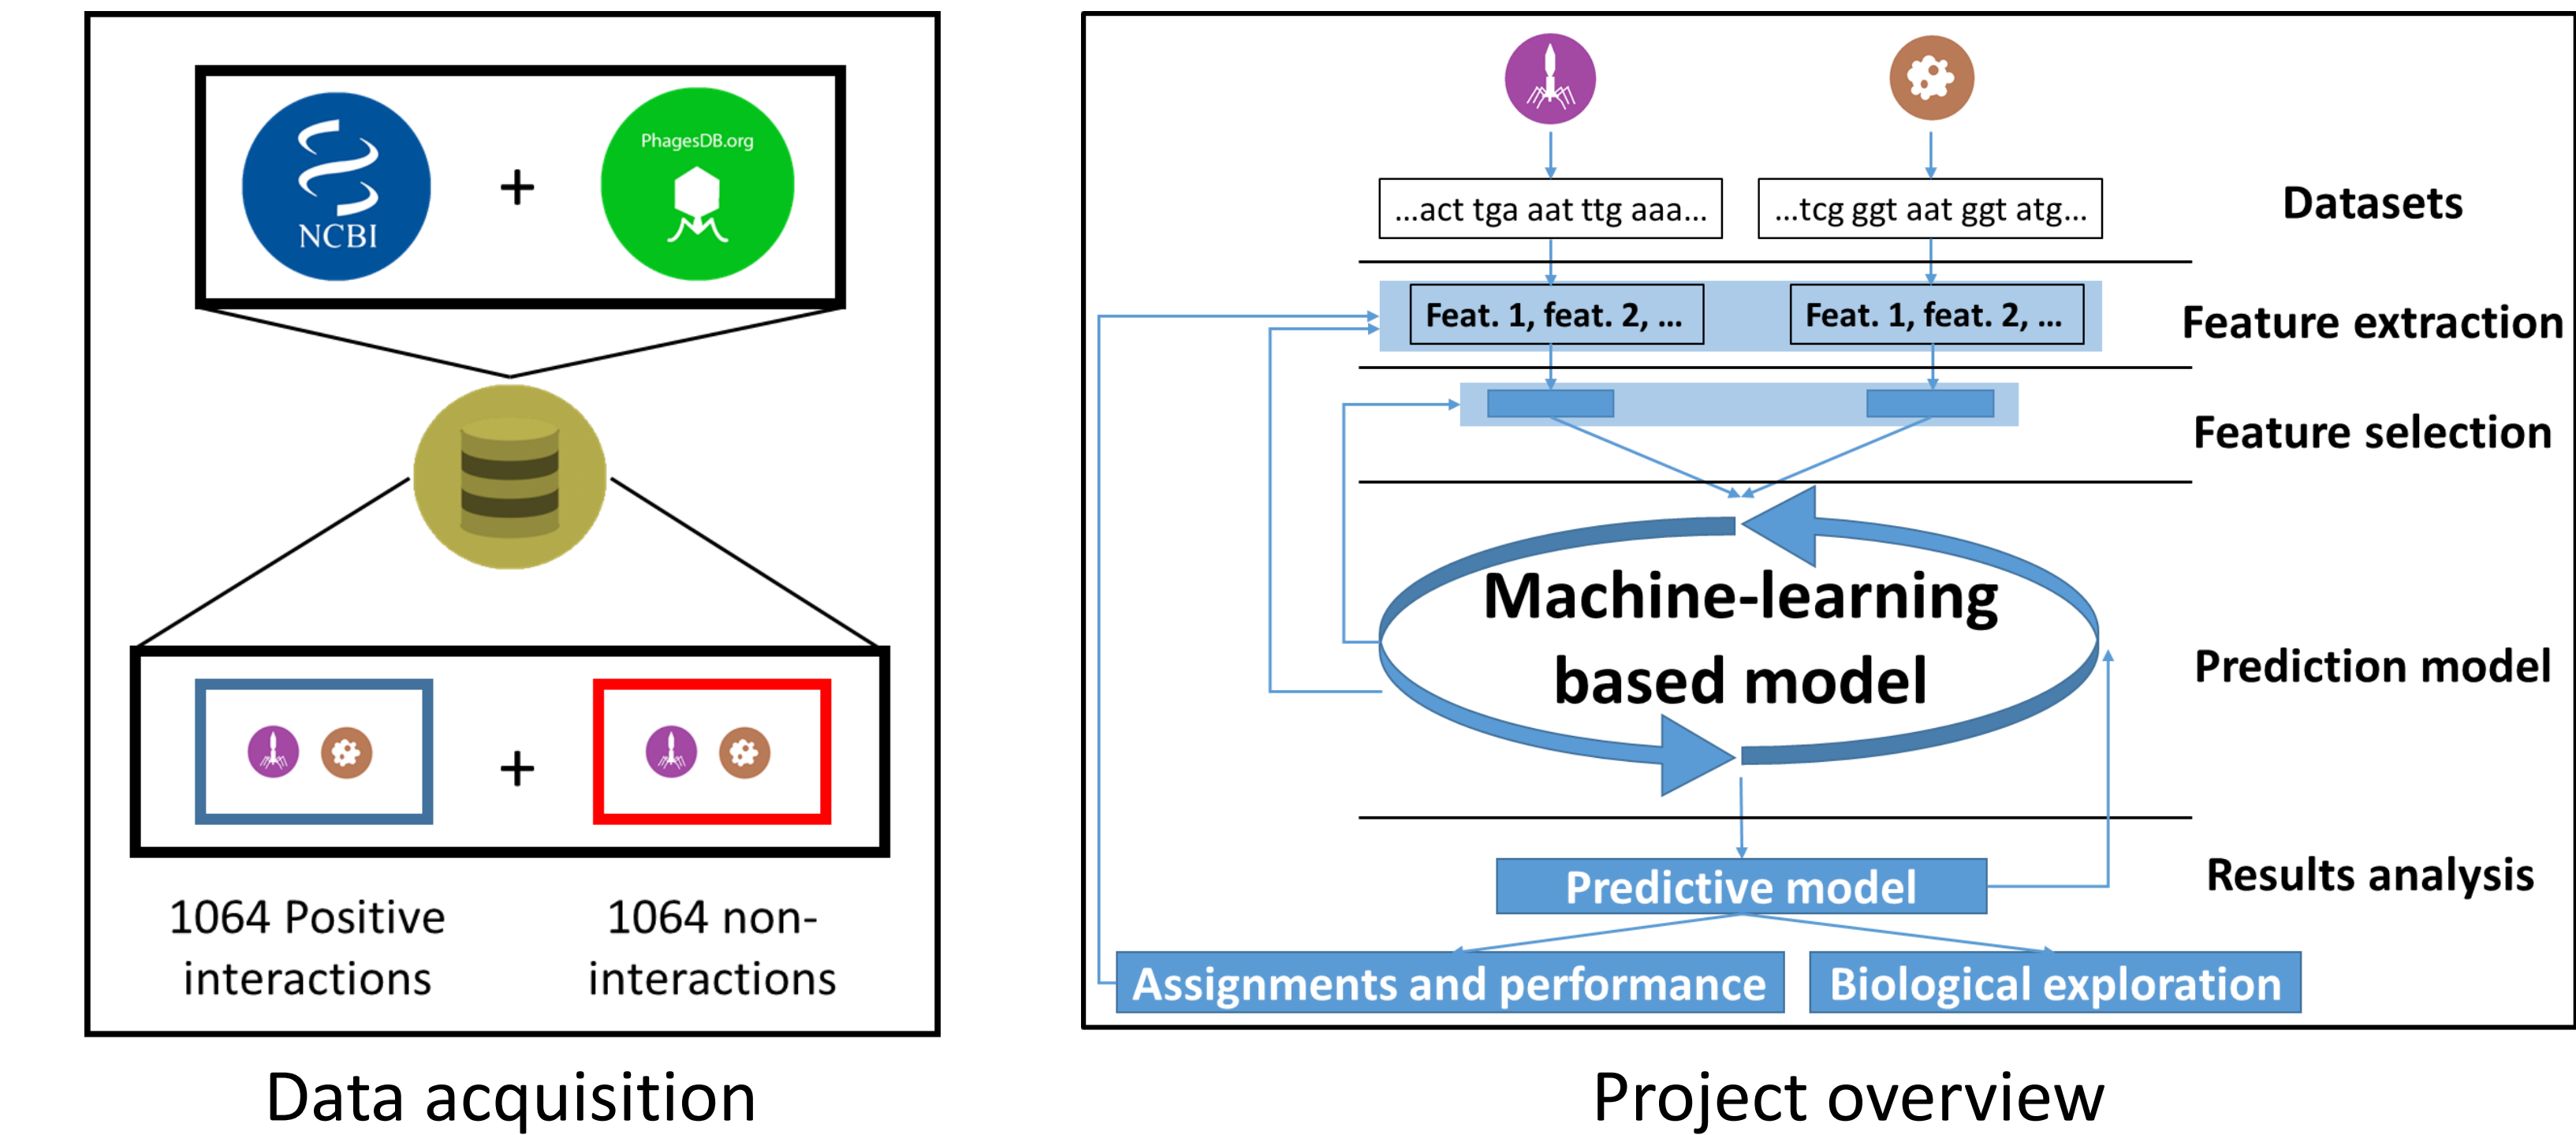 PhagesDB.org
NCBI
+
1064 Positive
interactions
+
1064 non-
interactions
Data acquisition
...act tga aat ttg aaa...
...tcg ggt aat ggt atg...
Datasets
Feat. 1, feat. 2, ...
Feat. 1, feat. 2, ...
Feature extraction
Feature selection
Machine-learning
based model
Prediction model
Predictive model
Results analysis
Assignments and performance
Biological exploration
Project overview